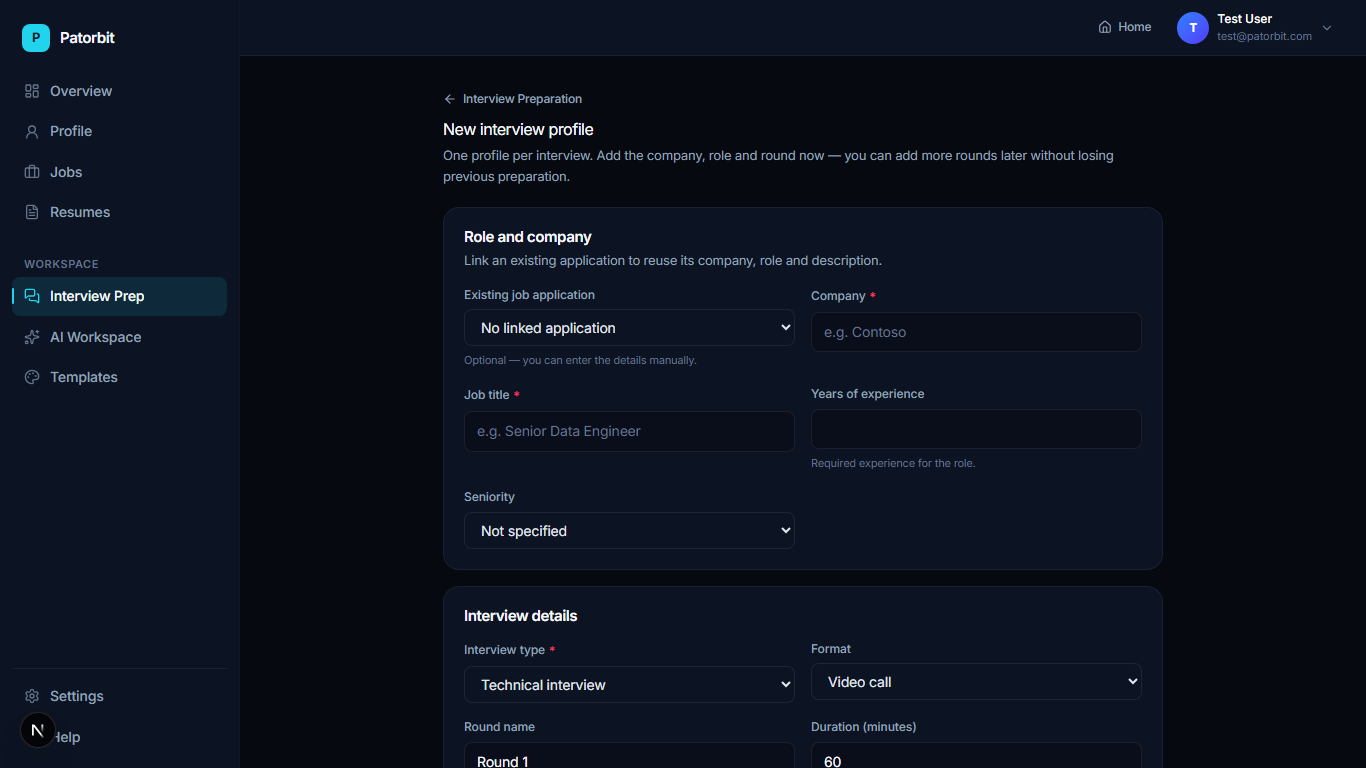 P
Patorbit
Overview
Profile
Jobs
Resumes
WORKSPACE
Interview Prep
AI Workspace
Templates
Settings
N
Help
Home
T
Test User
test@patorbit.com
← Interview Preparation
New interview profile
One profile per interview. Add the company, role and round now — you can add more rounds later without losing
previous preparation.
Role and company
Link an existing application to reuse its company, role and description.
Existing job application
No linked application
Optional — you can enter the details manually.
Company *
e.g. Contoso
Job title *
e.g. Senior Data Engineer
Years of experience
Required experience for the role.
Seniority
Not specified
Interview details
Interview type *
Technical interview
Format
Video call
Round name
Round 1
Duration (minutes)
60